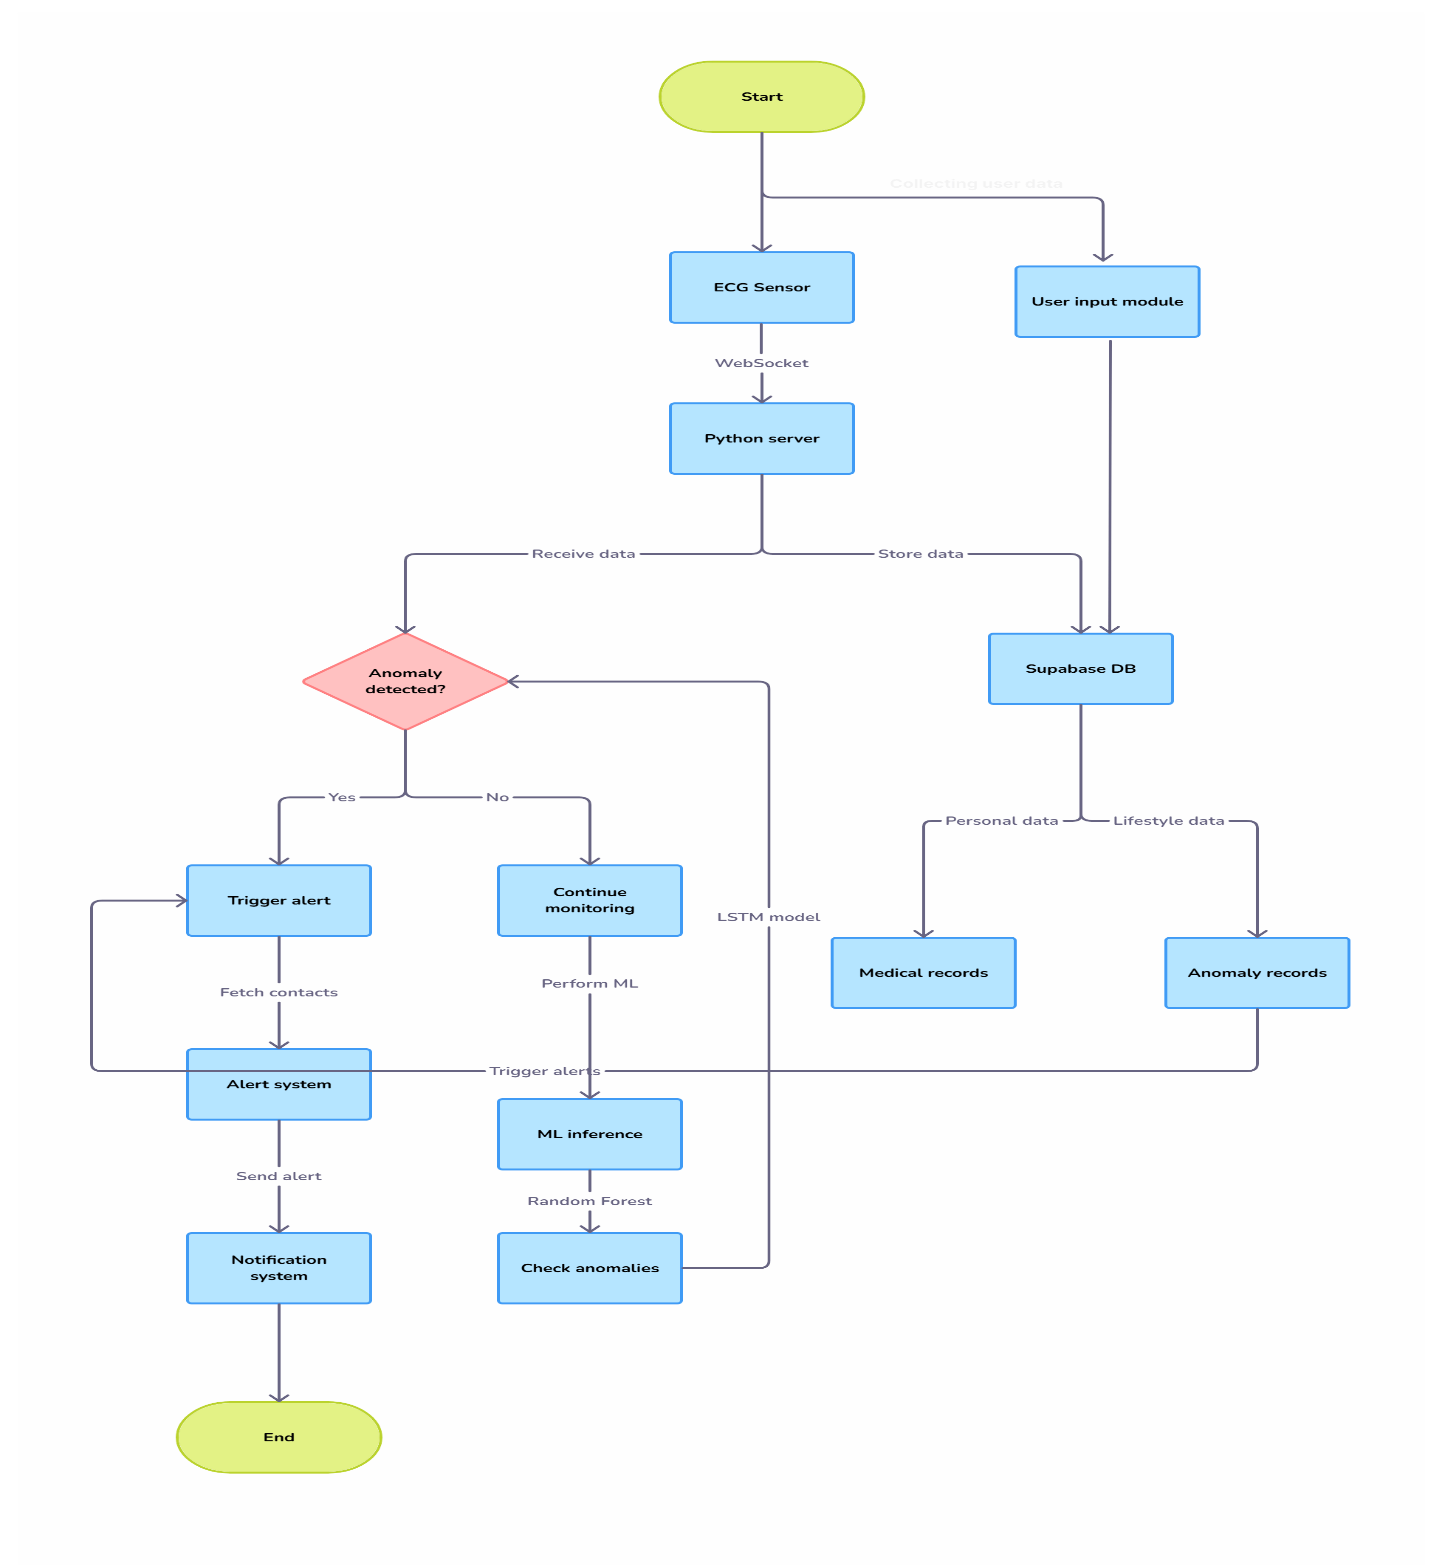 Start
Collecting user data
ECG Sensor
User input module
WebSocket
Python server
Receive data
Store data
Anomaly
detected?
Supabase DB
Yes
No
Personal data
Lifestyle data
Trigger alert
Continue
monitoring
LSTM model
Medical records
Anomaly records
Perform ML
Fetch contacts
Trigger alerts
Alert system
ML inference
Send alert
Random Forest
Notification
system
Check anomalies
End